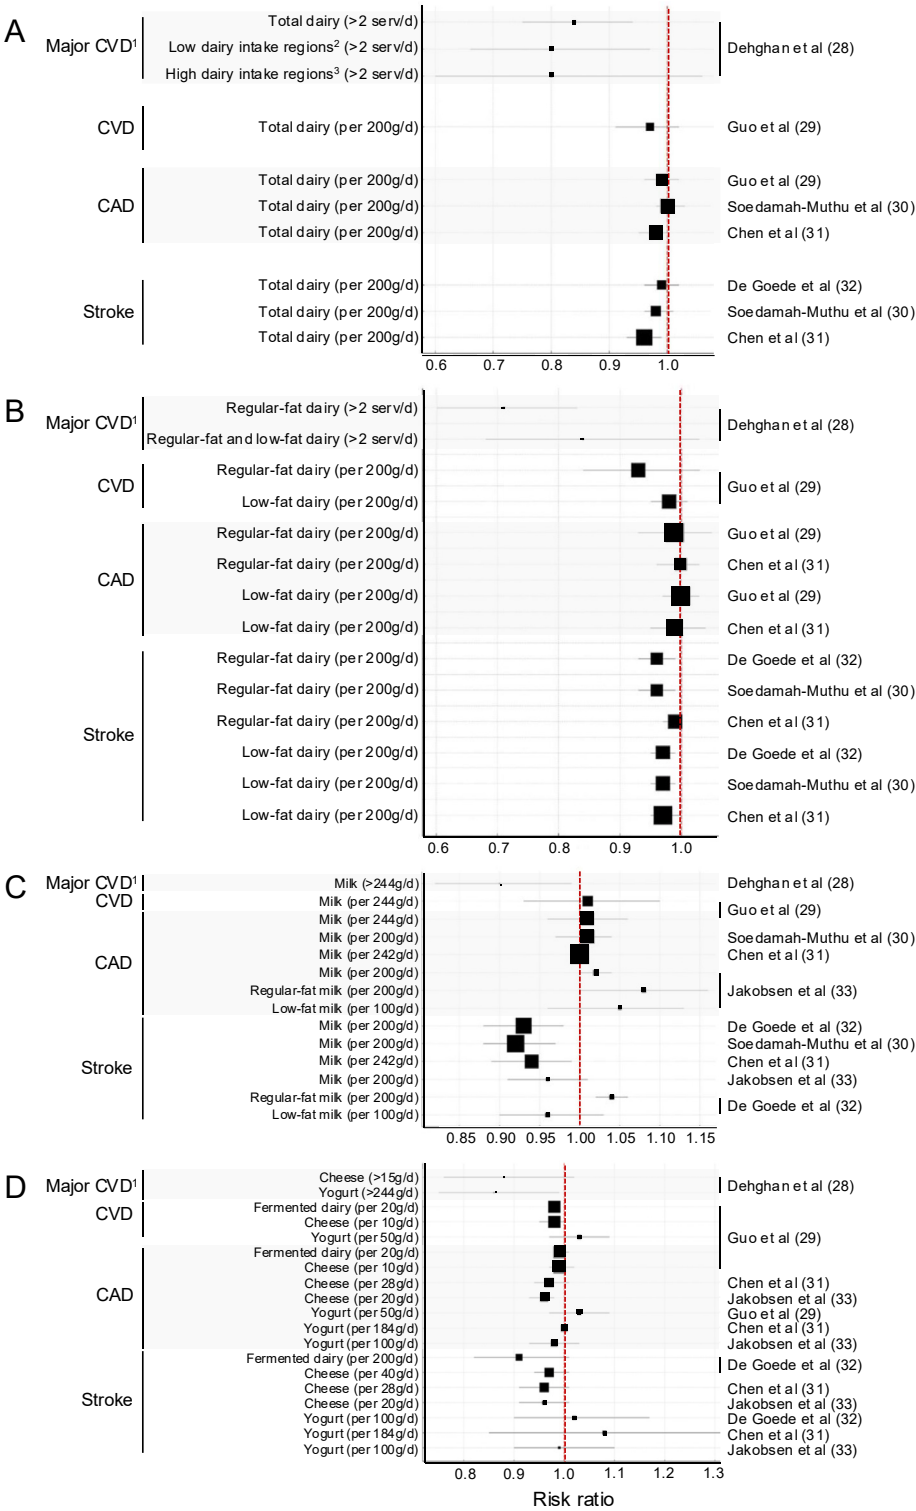 A
Major CVD¹
Total dairy (>2 serv/d)
Low dairy intake regions² (>2 serv/d)
High dairy intake regions³ (>2 serv/d)
Dehghan et al (28)
CVD
Total dairy (per 200g/d)
Guo et al (29)
CAD
Total dairy (per 200g/d) Guo et al (29)
Total dairy (per 200g/d) Soedamah-Muthu et al (30)
Total dairy (per 200g/d) Chen et al (31)
Stroke
Total dairy (per 200g/d) De Goede et al (32)
Total dairy (per 200g/d) Soedamah-Muthu et al (30)
Total dairy (per 200g/d) Chen et al (31)
0.6 0.7 0.8 0.9 1.0
B
Major CVD¹
Regular-fat dairy (>2 serv/d)
Regular-fat and low-fat dairy (>2 serv/d)
Dehghan et al (28)
CVD
Regular-fat dairy (per 200g/d)
Low-fat dairy (per 200g/d)
Guo et al (29)
CAD
Regular-fat dairy (per 200g/d) Guo et al (29)
Regular-fat dairy (per 200g/d) Chen et al (31)
Low-fat dairy (per 200g/d) Guo et al (29)
Low-fat dairy (per 200g/d) Chen et al (31)
Stroke
Regular-fat dairy (per 200g/d) De Goede et al (32)
Regular-fat dairy (per 200g/d) Soedamah-Muthu et al (30)
Regular-fat dairy (per 200g/d) Chen et al (31)
Low-fat dairy (per 200g/d) De Goede et al (32)
Low-fat dairy (per 200g/d) Soedamah-Muthu et al (30)
Low-fat dairy (per 200g/d) Chen et al (31)
0.6 0.7 0.8 0.9 1.0
C
Major CVD¹
Milk (>244g/d) Dehghan et al (28)
CVD
Milk (per 244g/d)
Guo et al (29)
CAD
Milk (per 244g/d)
Milk (per 200g/d) Soedamah-Muthu et al (30)
Milk (per 242g/d) Chen et al (31)
Milk (per 200g/d)
Regular-fat milk (per 200g/d) Jakobsen et al (33)
Low-fat milk (per 100g/d)
Stroke
Milk (per 200g/d) De Goede et al (32)
Milk (per 200g/d) Soedamah-Muthu et al (30)
Milk (per 242g/d) Chen et al (31)
Milk (per 200g/d) Jakobsen et al (33)
Regular-fat milk (per 200g/d)
Low-fat milk (per 100g/d)
De Goede et al (32)
0.85 0.90 0.95 1.00 1.05 1.10 1.15
D
Major CVD¹
Cheese (>15g/d)
Yogurt (>244g/d)
Dehghan et al (28)
CVD
Fermented dairy (per 20g/d)
Cheese (per 10g/d)
Yogurt (per 50g/d)
Guo et al (29)
CAD
Fermented dairy (per 20g/d)
Cheese (per 10g/d)
Cheese (per 28g/d) Chen et al (31)
Cheese (per 20g/d) Jakobsen et al (33)
Yogurt (per 50g/d) Guo et al (29)
Yogurt (per 184g/d) Chen et al (31)
Yogurt (per 100g/d) Jakobsen et al (33)
Stroke
Fermented dairy (per 200g/d)
Cheese (per 40g/d)
De Goede et al (32)
Cheese (per 28g/d) Chen et al (31)
Cheese (per 20g/d) Jakobsen et al (33)
Yogurt (per 100g/d) De Goede et al (32)
Yogurt (per 184g/d) Chen et al (31)
Yogurt (per 100g/d) Jakobsen et al (33)
0.8 0.9 1.0 1.1 1.2 1.3
Risk ratio